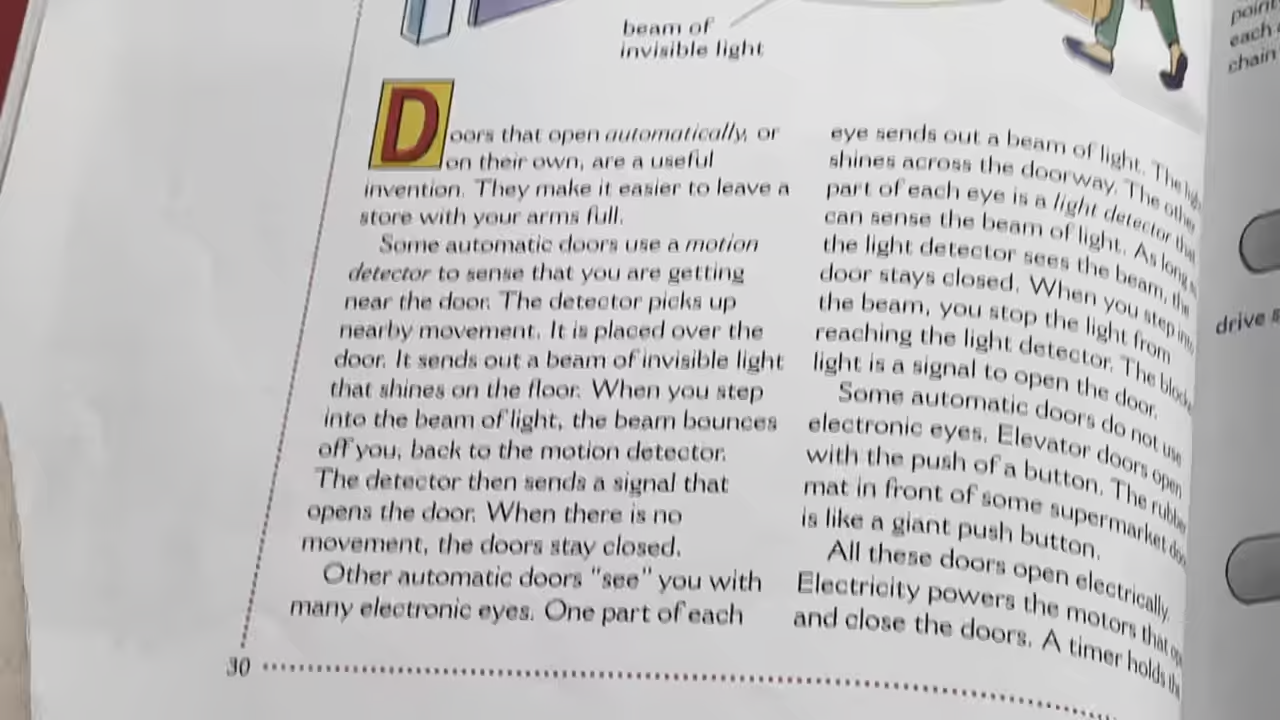 beam of
invisible light
Doors that open automatically, or
on their own, are a useful
invention. They make it easier to leave a
store with your arms full.
Some automatic doors use a motion
detector to sense that you are getting
near the door. The detector picks up
nearby movement. It is placed over the
door. It sends out a beam of invisible light
that shines on the floor. When you step
into the beam of light, the beam bounces
off you, back to the motion detector.
The detector then sends a signal that
opens the door. When there is no
movement, the doors stay closed.
Other automatic doors "see" you with
many electronic eyes. One part of each
30
eye sends out a beam of light. The light
shines across the doorway. The other
part of each eye is a light detector that
can sense the beam of light. As long as
the light detector sees the beam, the
door stays closed. When you step into
the beam, you stop the light from
reaching the light detector. The
light is a signal to open the door.
Some automatic doors do not use
electronic eyes. Elevator doors open
with the push of a button. The rubber
mat in front of some supermarket
is like a giant push button.
All these doors open electrically.
Electricity powers the motors that
and close the doors. A timer holds
point
each
chain
drive